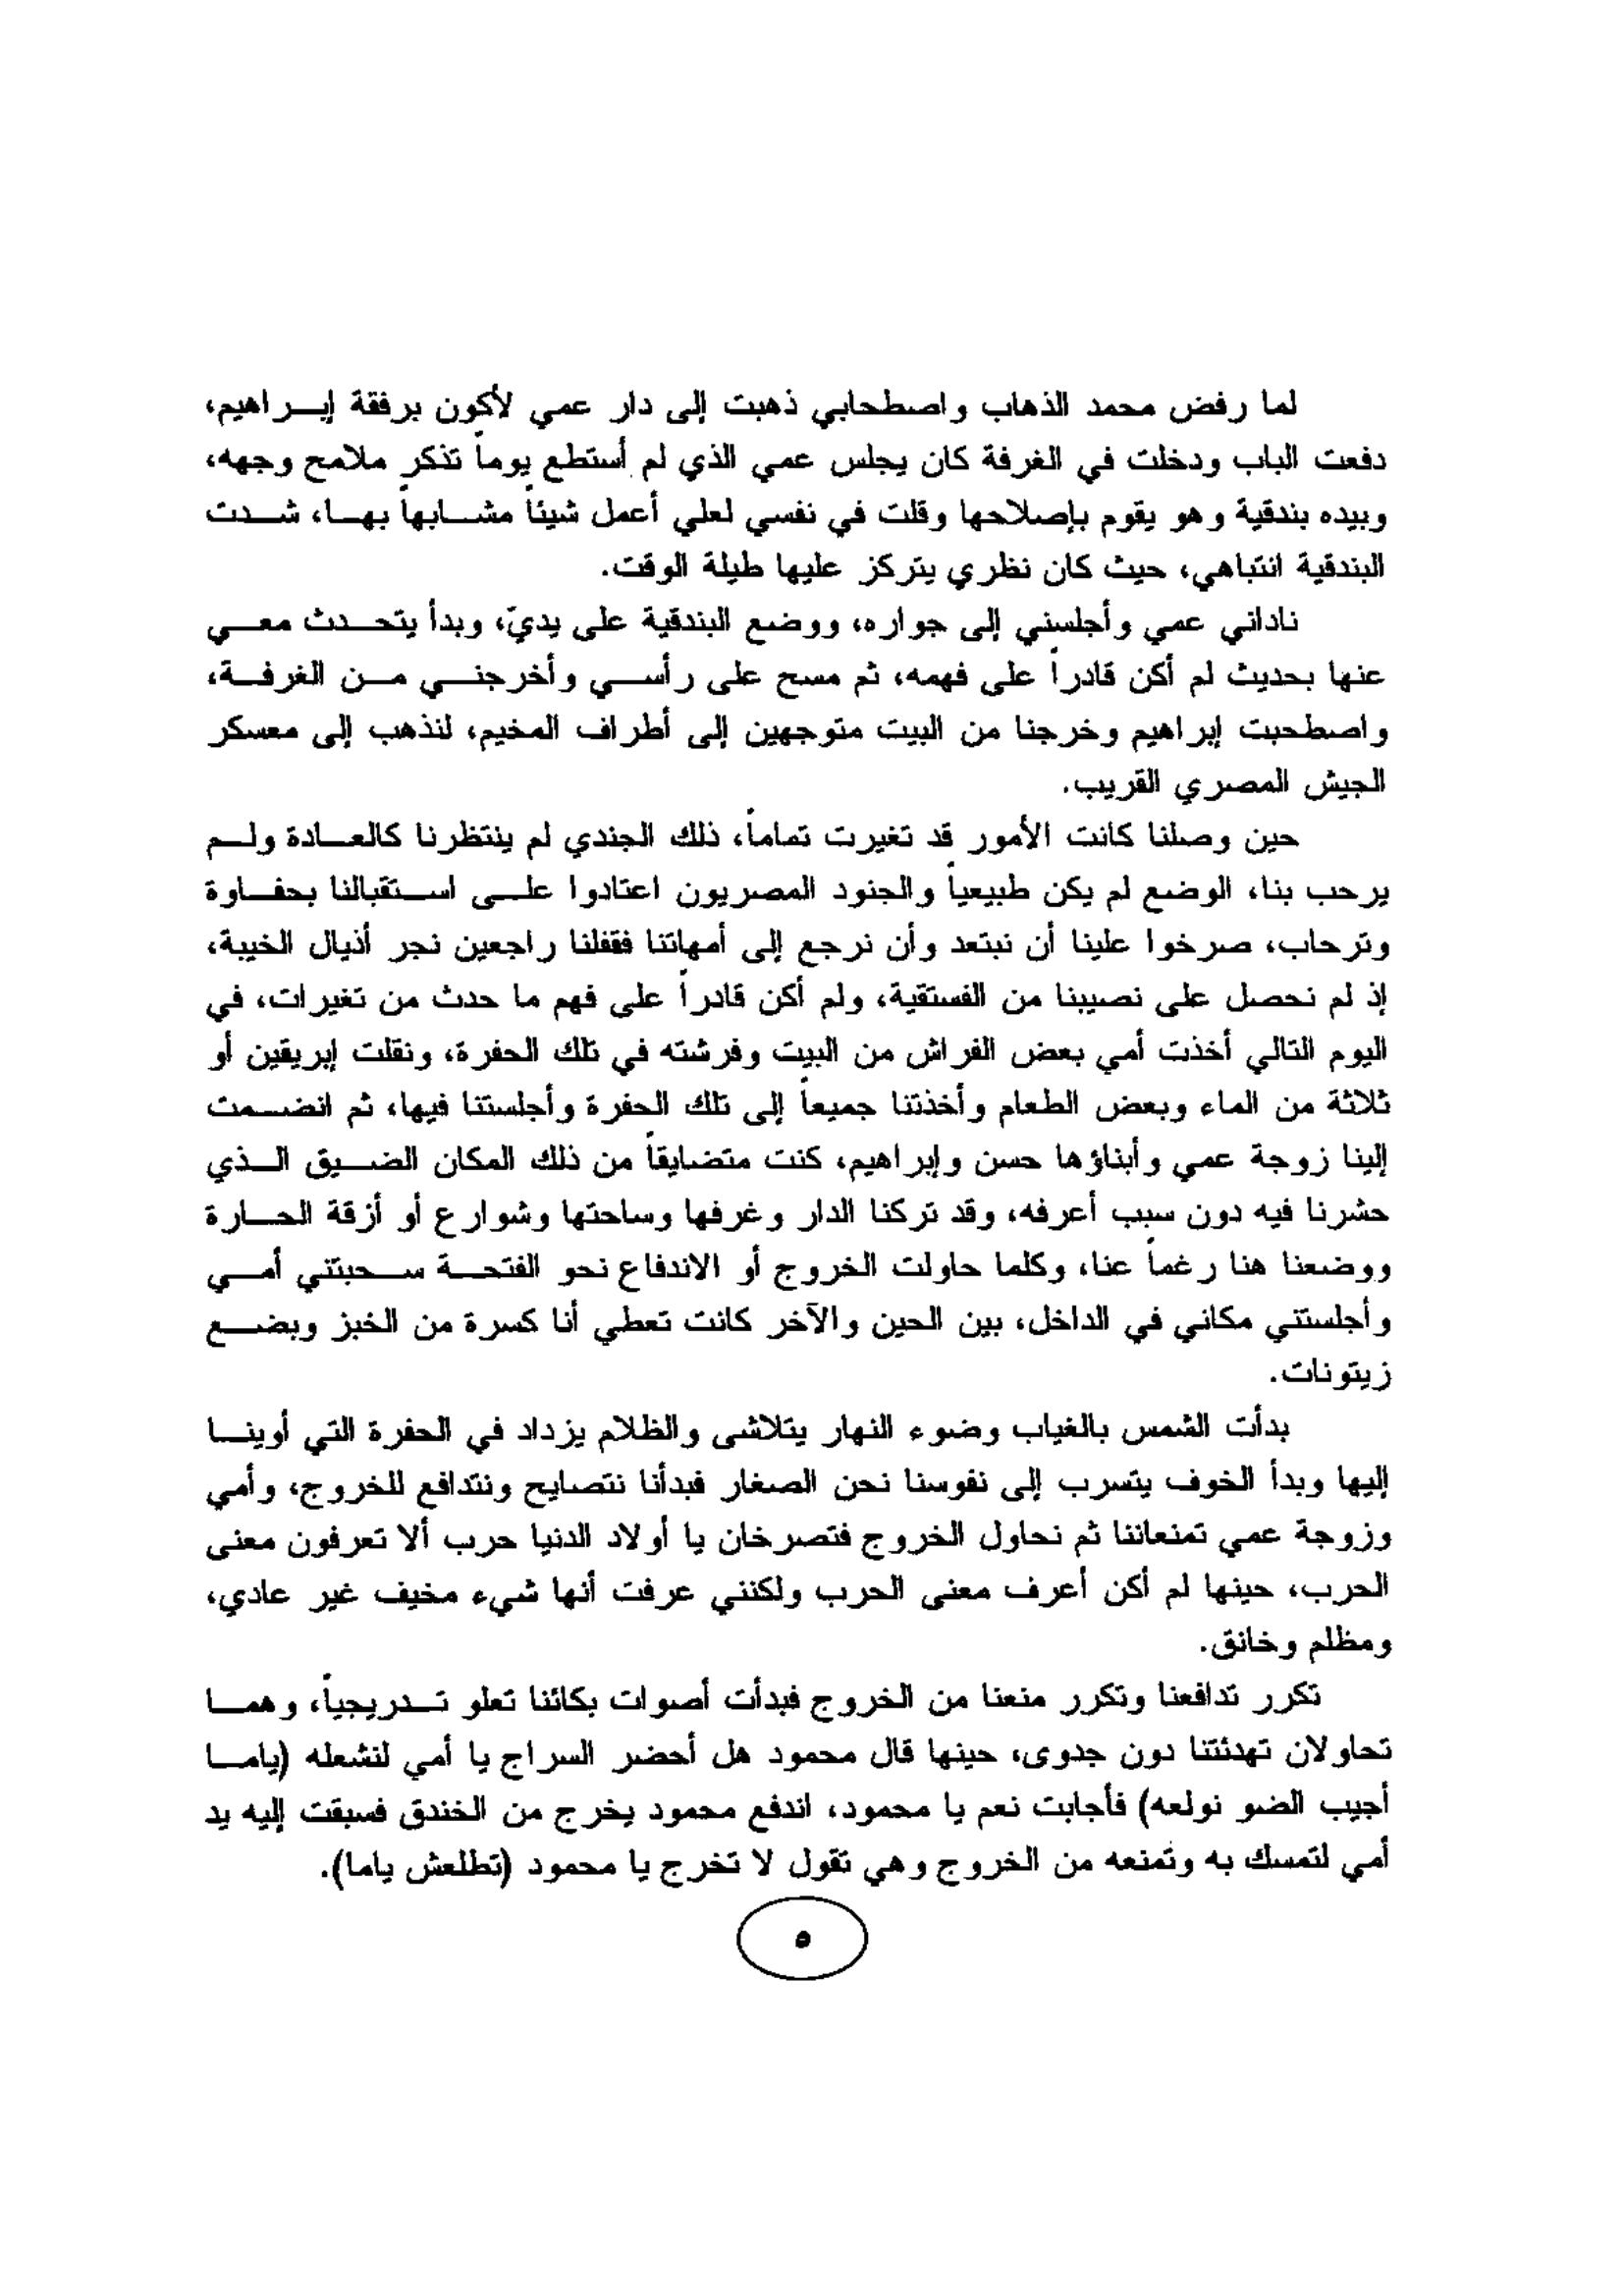 لما رفض محمد الذهاب واصطحابي ذهبت إلى دار عمي لأكون برفقة إبراهيم،
دفعت الباب ودخلت في الغرفة كان يجلس عمي الذي لم أستطع يوماً تذكر ملامح وجهه،
وبيده بندقية وهو يقوم بإصلاحها وقلت في نفسي لعلي أعمل شيئاً مشابهاً بها، شدت
البندقية انتباهي، حيث كان نظري يتركز عليها طيلة الوقت.
ناداني عمي وأجلسني إلى جواره، ووضع البندقية على يديّ، وبدأ يتحدث معي
عنها بحديث لم أكن قادراً على فهمه، ثم مسح على رأسي وأخرجني من الغرفة،
واصطحبت إبراهيم وخرجنا من البيت متوجهين إلى أطراف المخيم، لنذهب إلى معسكر
الجيش المصري القريب.
حين وصلنا كانت الأمور قد تغيرت تماماً، ذلك الجندي لم ينتظرنا كالعادة ولم
يرحب بنا، الوضع لم يكن طبيعياً والجنود المصريون اعتادوا على استقبالنا بحفاوة
وترحاب، صرخوا علينا أن نبتعد وأن نرجع إلى أمهاتنا فقفلنا راجعين نجر أذيال الخيبة،
إذ لم نحصل على نصيبنا من الفستقية، ولم أكن قادراً على فهم ما حدث من تغيرات، في
اليوم التالي أخذت أمي بعض الفراش من البيت وفرشته في تلك الحفرة، ونقلت إبريقين أو
ثلاثة من الماء وبعض الطعام وأخذتنا جميعاً إلى تلك الحفرة وأجلستنا فيها، ثم انضمت
إلينا زوجة عمي وأبناؤها حسن وإبراهيم، كنت متضايقاً من ذلك المكان الضيق الذي
حشرنا فيه دون سبب أعرفه، وقد تركنا الدار وغرفها وساحتها وشوارع أو أزقة الحارة
ووضعنا هنا رغماً عنا، وكلما حاولت الخروج أو الاندفاع نحو الفتحة سحبتني أمي
وأجلستني مكاني في الداخل، بين الحين والآخر كانت تعطي أنا كسرة من الخبز وبضع
زيتونات.
بدأت الشمس بالغياب وضوء النهار يتلاشى والظلام يزداد في الحفرة التي أوينا
إليها وبدأ الخوف يتسرب إلى نفوسنا نحن الصغار فبدأنا نتصايح ونتدافع للخروج، وأمي
وزوجة عمي تمنعاننا ثم نحاول الخروج فتصرخان يا أولاد الدنيا حرب ألا تعرفون معنى
الحرب، حينها لم أكن أعرف معنى الحرب ولكنني عرفت أنها شيء مخيف غير عادي،
ومظلم وخانق.
تكرر تدافعنا وتكرر منعنا من الخروج فبدأت أصوات بكائنا تعلو تدريجياً، وهما
تحاولان تهدئتنا دون جدوى، حينها قال محمود هل أحضر السراج يا أمي لنشعله (ياما
أجيب الضو نولعه) فأجابت نعم يا محمود، اندفع محمود يخرج من الخندق فسبقت إليه يد
أمي لتمسك به وتمنعه من الخروج وهي تقول لا تخرج يا محمود (تطلعش ياما).
٥